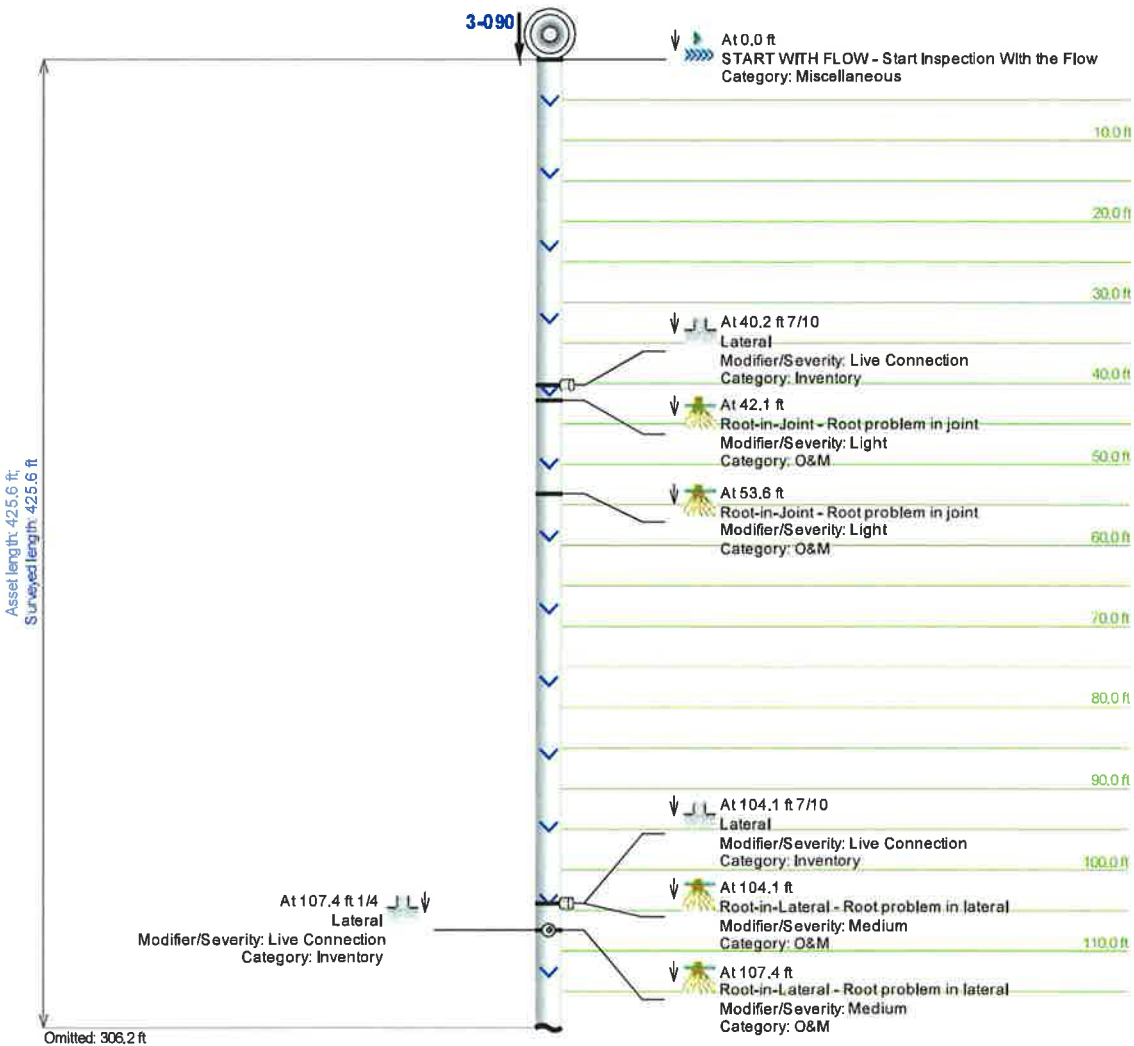 3-090
At 0.0 ft
START WITH FLOW - Start Inspection With the Flow
Category: Miscellaneous
10.0 ft
20.0 ft
30.0 ft
At 40.2 ft 7/10
Lateral
Modifier/Severity: Live Connection
Category: Inventory
40.0 ft
At 42.1 ft
Root-in-Joint - Root problem in joint
Modifier/Severity: Light
Category: O&M
50.0 ft
At 53.6 ft
Root-in-Joint - Root problem in joint
Modifier/Severity: Light
Category: O&M
60.0 ft
Asset length: 425.6 ft;
Surveyed length: 425.6 ft
70.0 ft
80.0 ft
90.0 ft
At 104.1 ft 7/10
Lateral
Modifier/Severity: Live Connection
Category: Inventory
100.0 ft
At 104.1 ft
Root-in-Lateral - Root problem in lateral
Modifier/Severity: Medium
Category: O&M
At 107.4 ft 1/4
Lateral
Modifier/Severity: Live Connection
Category: Inventory
110.0 ft
At 107.4 ft
Root-in-Lateral - Root problem in lateral
Modifier/Severity: Medium
Category: O&M
Omitted: 306.2 ft